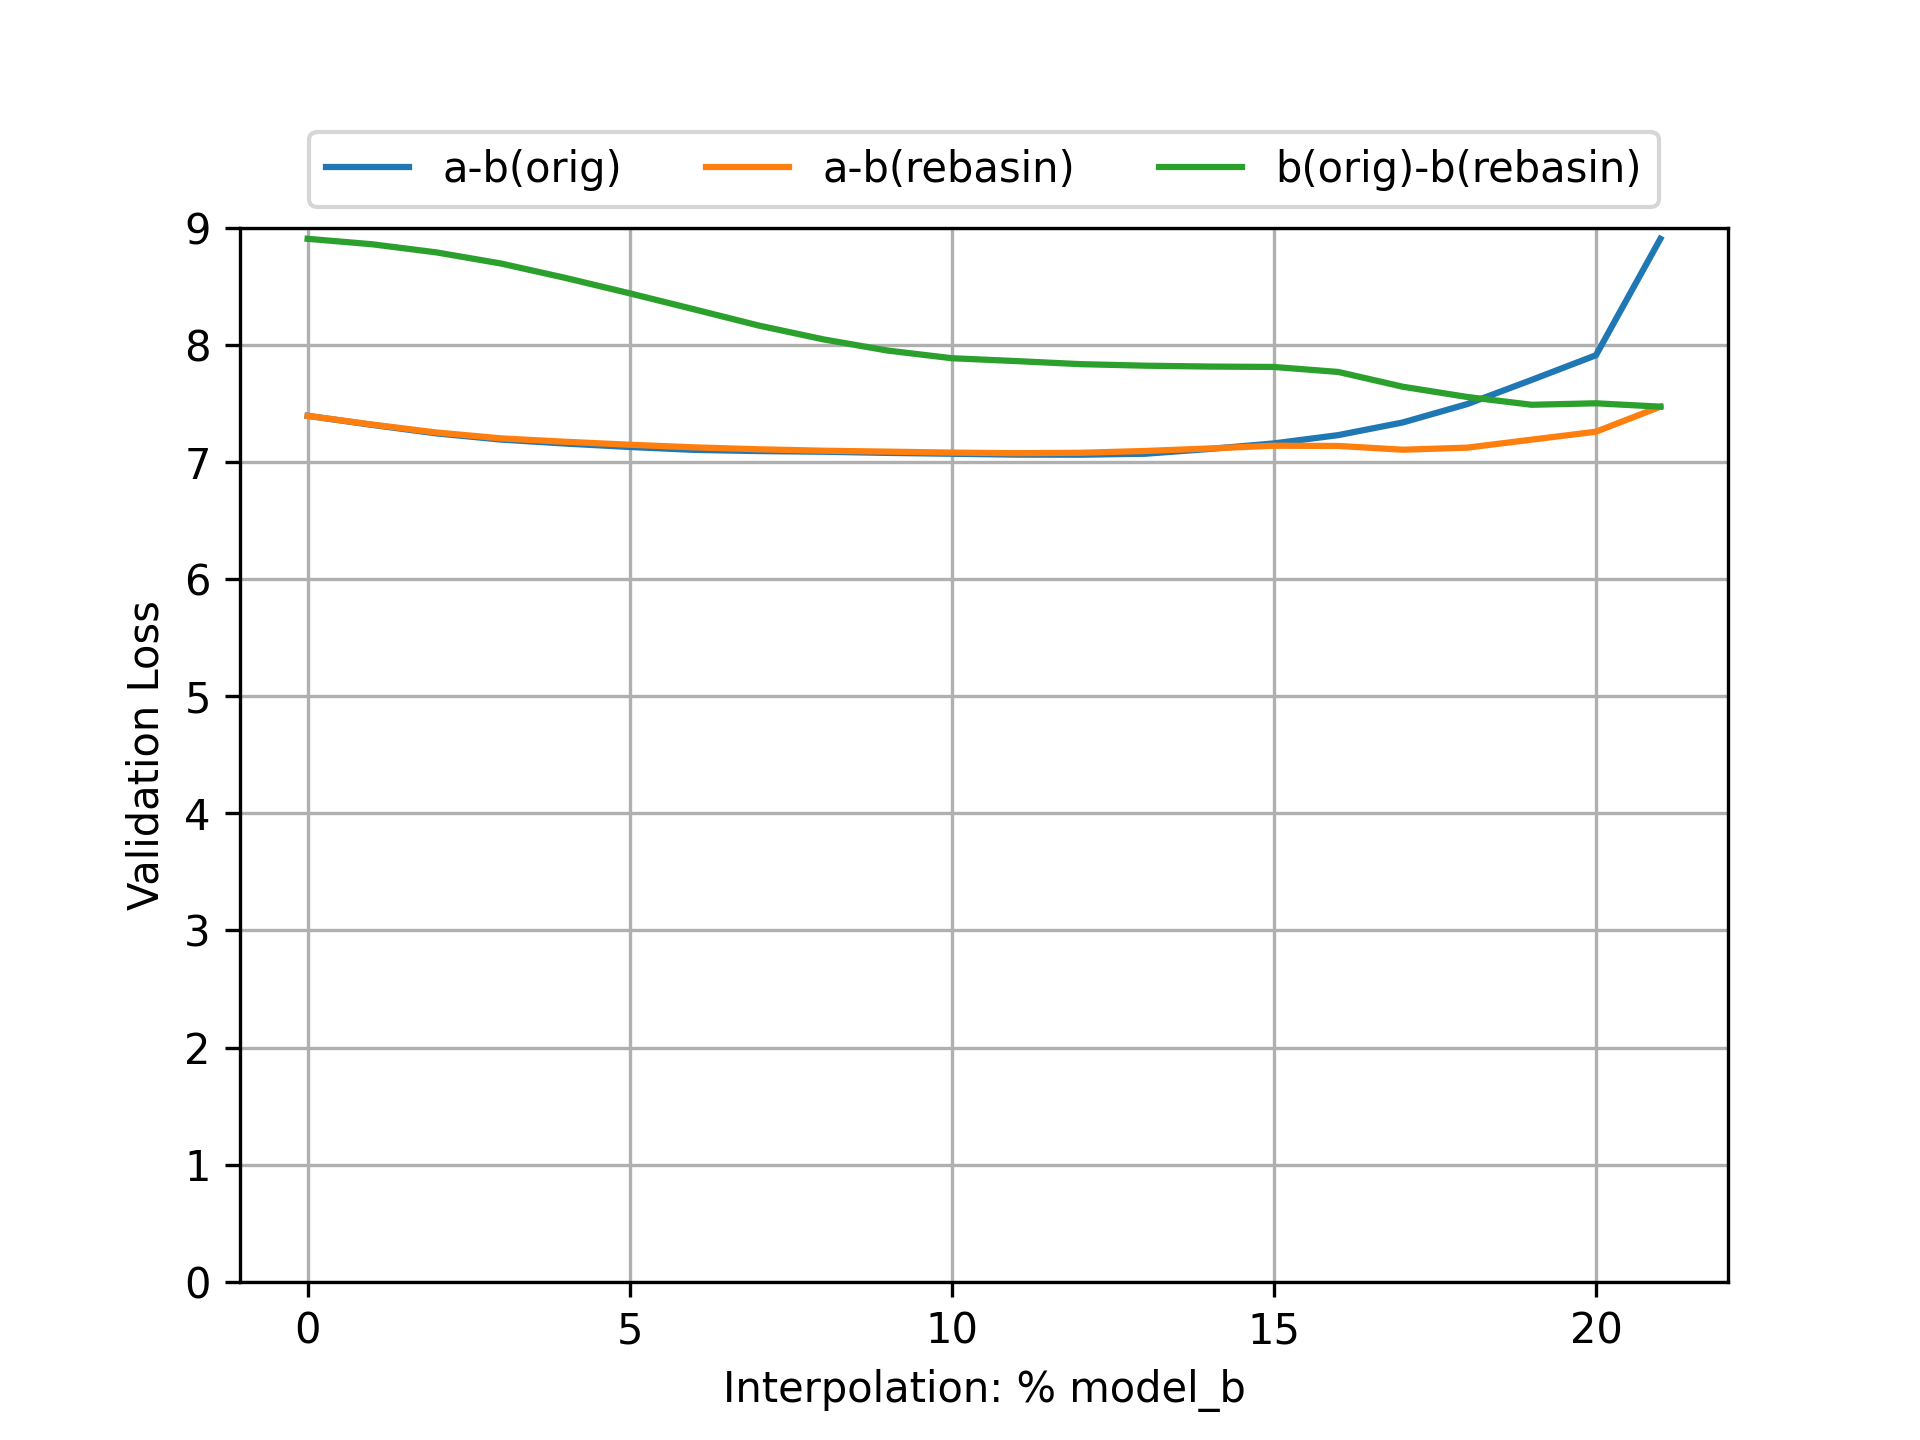 a-b(orig) a-b(rebasin) b(orig)-b(rebasin)
9
8
7
6
5
4
3
2
1
0
Validation Loss
0 5 10 15 20
Interpolation: % model_b